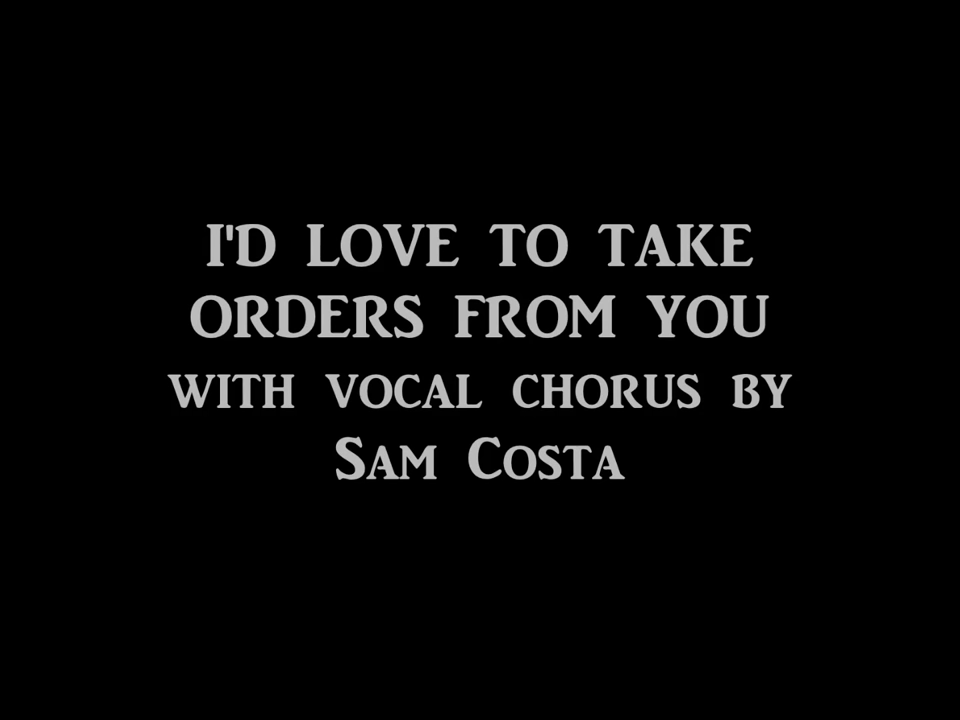 I'D LOVE TO TAKE
ORDERS FROM YOU
WITH VOCAL CHORUS BY
SAM COSTA